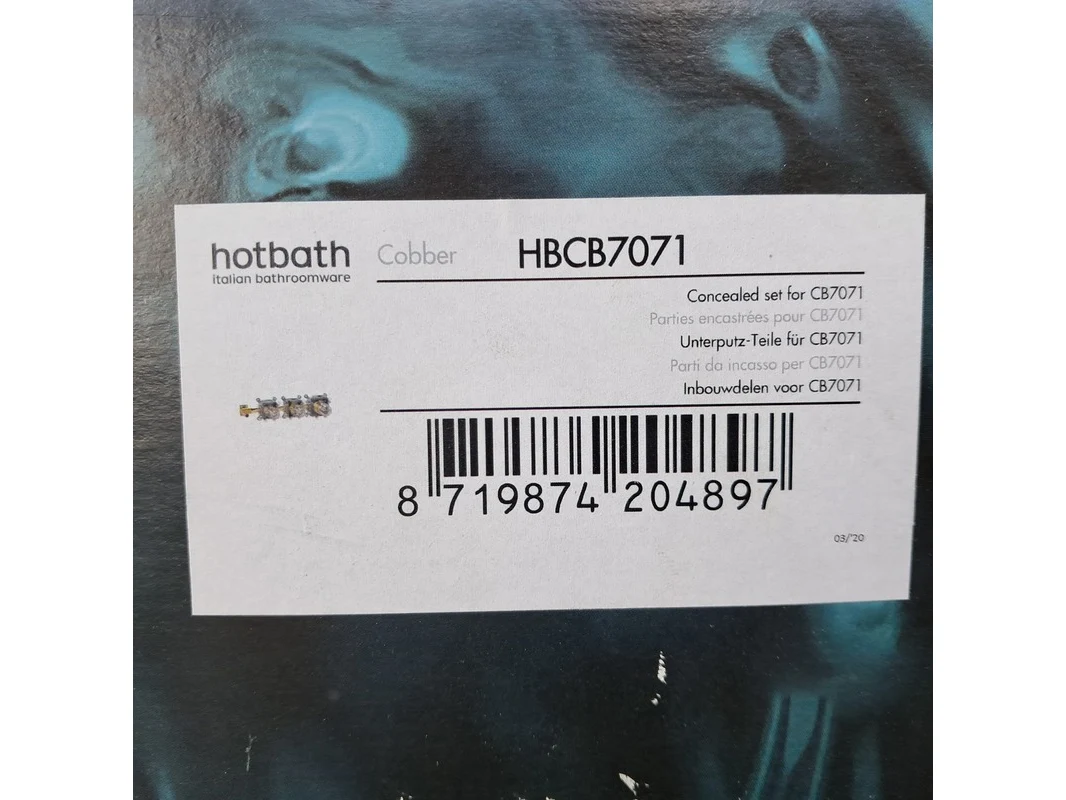 hotbath Cobber HBCB7071
italian bathroomware
Concealed set for CB7071
Parties encastrées pour CB7071
Unterputz-Teile für CB7071
Parti da incasso per CB7071
Inbouwdelen voor CB7071
8 719874 204897
03/'20